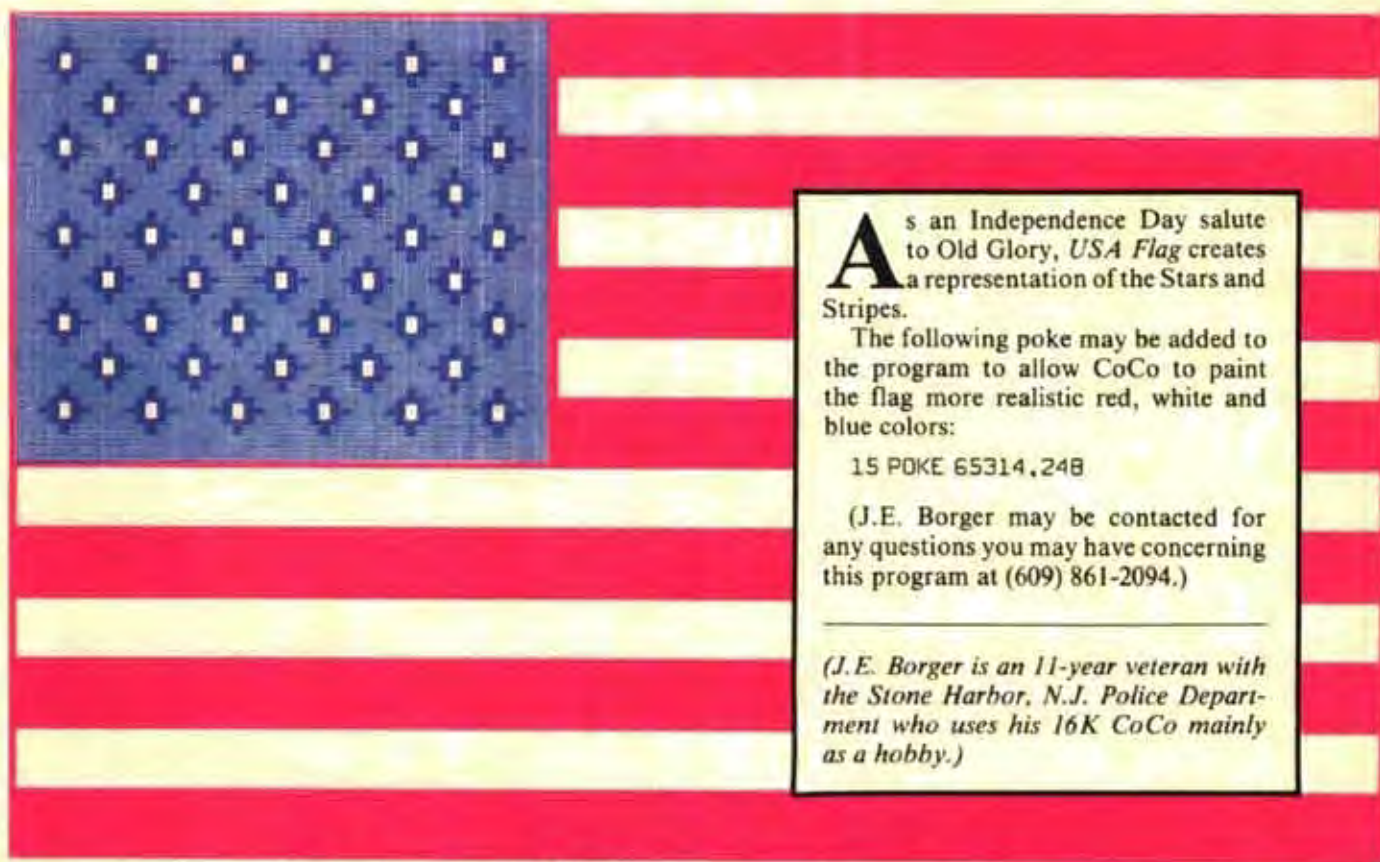 As an Independence Day salute
to Old Glory, USA Flag creates
a representation of the Stars and
Stripes.
The following poke may be added to
the program to allow CoCo to paint
the flag more realistic red, white and
blue colors:
15 POKE 65314,248
(J.E. Borger may be contacted for
any questions you may have concerning
this program at (609) 861-2094.)
(J.E. Borger is an 11-year veteran with
the Stone Harbor, N.J. Police Depart-
ment who uses his 16K CoCo mainly
as a hobby.)